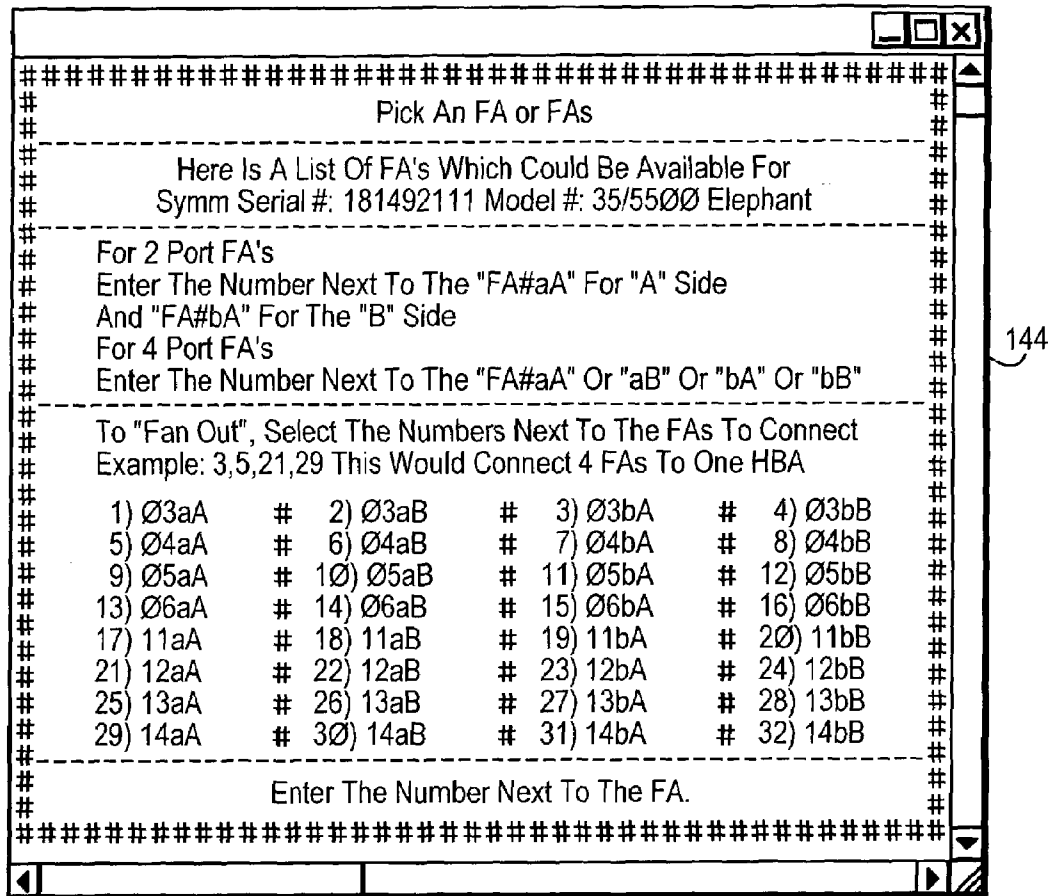 ########################################
Pick An FA or FAs
----------------------------------------
Here Is A List Of FA's Which Could Be Available For
Symm Serial #: 181492111 Model #: 35/55ØØ Elephant
----------------------------------------
For 2 Port FA's
Enter The Number Next To The "FA#aA" For "A" Side
And "FA#bA" For The "B" Side
For 4 Port FA's
Enter The Number Next To The "FA#aA" Or "aB" Or "bA" Or "bB"
----------------------------------------
To "Fan Out", Select The Numbers Next To The FAs To Connect
Example: 3,5,21,29 This Would Connect 4 FAs To One HBA
1) Ø3aA # 2) Ø3aB # 3) Ø3bA # 4) Ø3bB
5) Ø4aA # 6) Ø4aB # 7) Ø4bA # 8) Ø4bB
9) Ø5aA # 1Ø) Ø5aB # 11) Ø5bA # 12) Ø5bB
13) Ø6aA # 14) Ø6aB # 15) Ø6bA # 16) Ø6bB
17) 11aA # 18) 11aB # 19) 11bA # 2Ø) 11bB
21) 12aA # 22) 12aB # 23) 12bA # 24) 12bB
25) 13aA # 26) 13aB # 27) 13bA # 28) 13bB
29) 14aA # 3Ø) 14aB # 31) 14bA # 32) 14bB
----------------------------------------
Enter The Number Next To The FA.
########################################
144